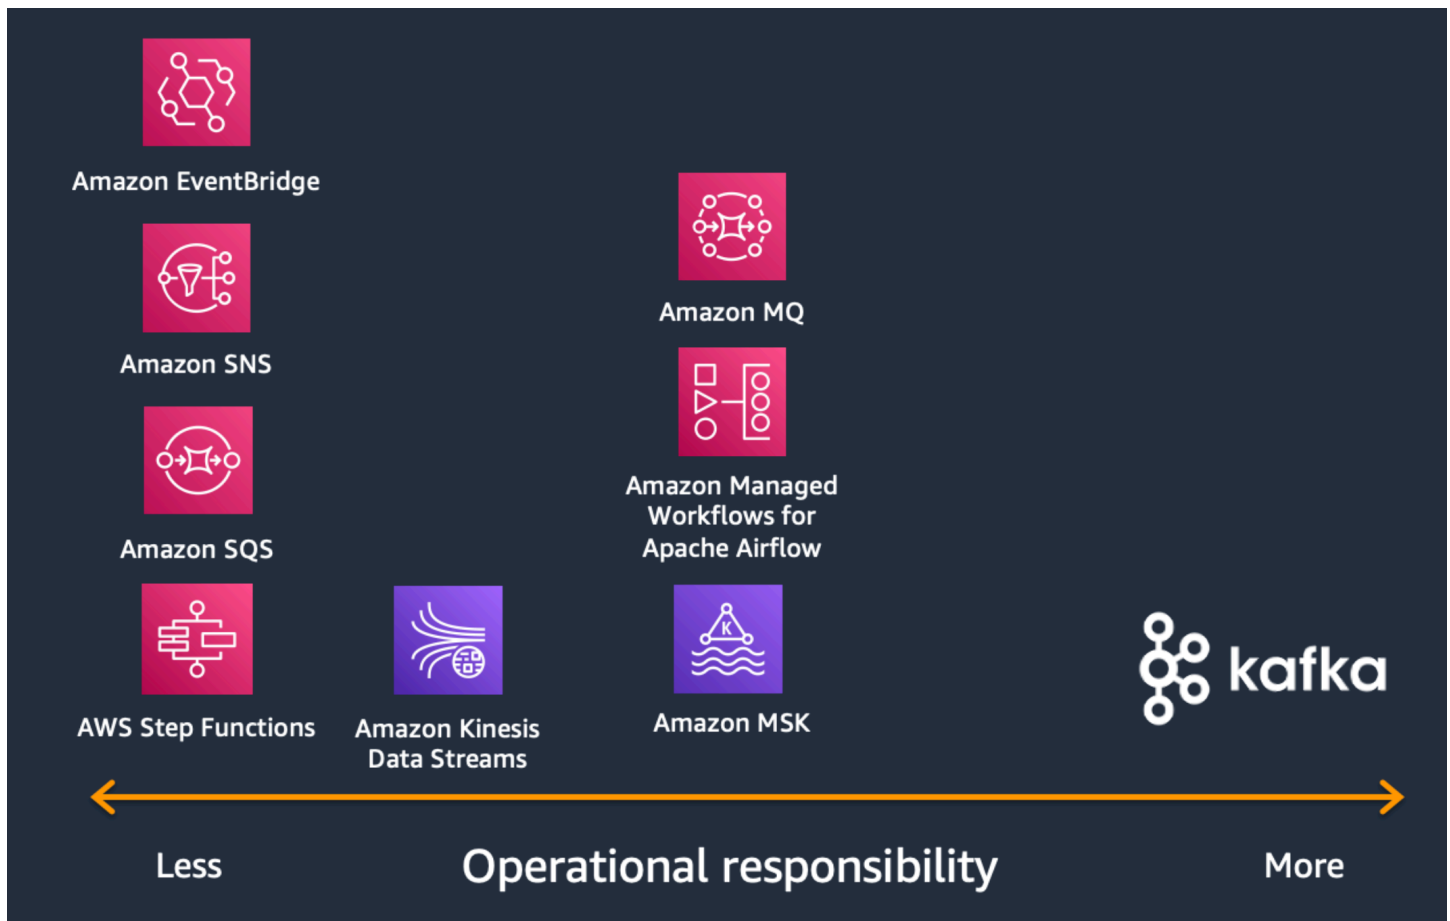 Amazon EventBridge
Amazon SNS
Amazon SQS
AWS Step Functions
Amazon Kinesis
Data Streams
Amazon MQ
Amazon Managed
Workflows for
Apache Airflow
K
Amazon MSK
kafka
Less
Operational responsibility
More